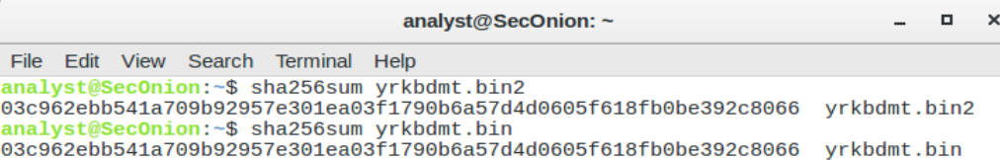 analyst@SecOnion: ~
File Edit View Search Terminal Help
analyst@SecOnion:~$ sha256sum yrkbdmt.bin2
03c962ebb541a709b92957e301ea03f1790b6a57d4d0605f618fb0be392c8066  yrkbdmt.bin2
analyst@SecOnion:~$ sha256sum yrkbdmt.bin
03c962ebb541a709b92957e301ea03f1790b6a57d4d0605f618fb0be392c8066  yrkbdmt.bin